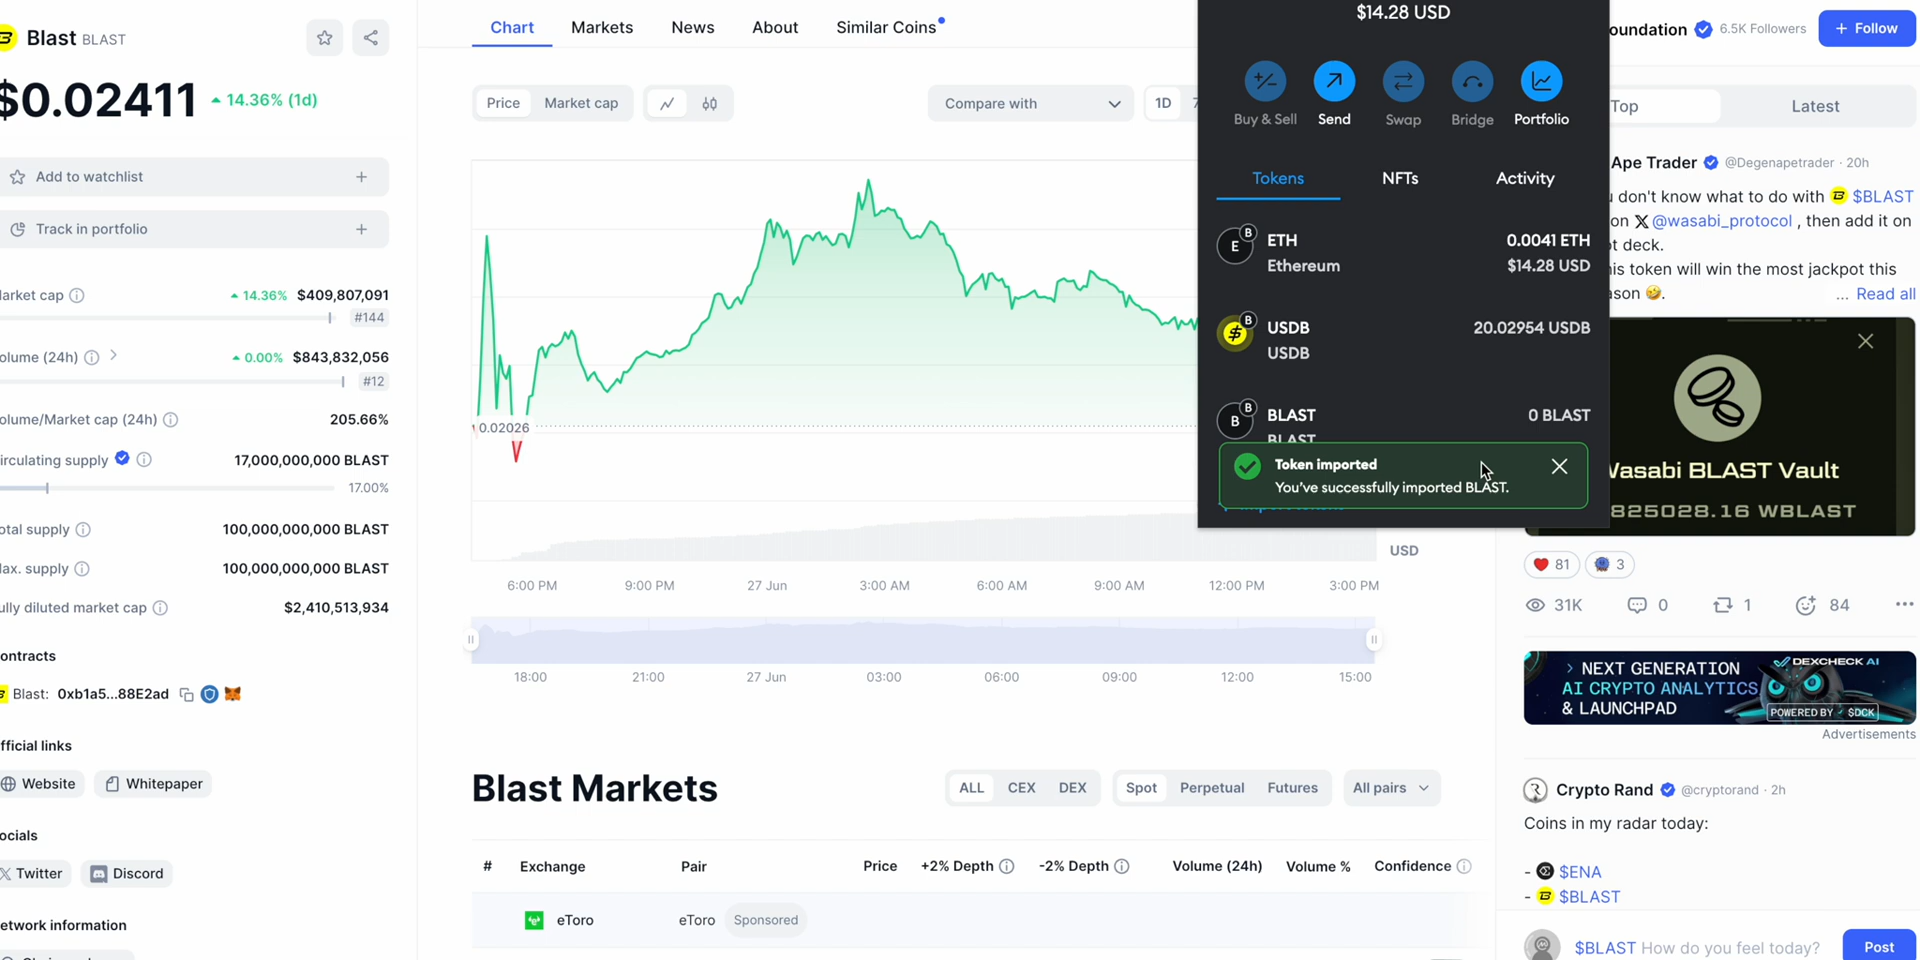 Blast BLAST
$0.02411 14.36% (1d)
Add to watchlist +
Track in portfolio +
arket cap 14.36% $409,807,091
#144
olume (24h) 0.00% $843,832,056
#12
olume/Market cap (24h) 205.66%
irculating supply 17,000,000,000 BLAST
17.00%
otal supply 100,000,000,000 BLAST
ax. supply 100,000,000,000 BLAST
ully diluted market cap $2,410,513,934
ontracts
Blast: 0xb1a5...88E2ad
fficial links
Website Whitepaper
ocials
Twitter Discord
etwork information
Chart Markets News About Similar Coins
Price Market cap
Compare with 1D 7
0.02026
USD
6:00 PM 9:00 PM 27 Jun 3:00 AM 6:00 AM 9:00 AM 12:00 PM 3:00 PM
18:00 21:00 27 Jun 03:00 06:00 09:00 12:00 15:00
Blast Markets
ALL CEX DEX Spot Perpetual Futures All pairs
# Exchange Pair Price +2% Depth -2% Depth Volume (24h) Volume % Confidence
eToro eToro Sponsored
$14.28 USD
Buy & Sell Send Swap Bridge Portfolio
Tokens NFTs Activity
E B ETH 0.0041 ETH
Ethereum $14.28 USD
B USDB 20.02954 USDB
USDB
B B BLAST 0 BLAST
BLAST
Token imported
You've successfully imported BLAST.
oundation 6.5K Followers + Follow
Top Latest
Ape Trader @Degenapetrader · 20h
u don't know what to do with $BLAST
on X @wasabi_protocol , then add it on
t deck.
is token will win the most jackpot this
ason 🤣. ... Read all
Wasabi BLAST Vault
825028.16 WBLAST
81 3
31K 0 1 84
> NEXT GENERATION
AI CRYPTO ANALYTICS
& LAUNCHPAD
DEXCHECK AI
POWERED BY $DCK
Advertisements
Crypto Rand @cryptorand · 2h
Coins in my radar today:
- $ENA
- $BLAST
$BLAST How do you feel today? Post